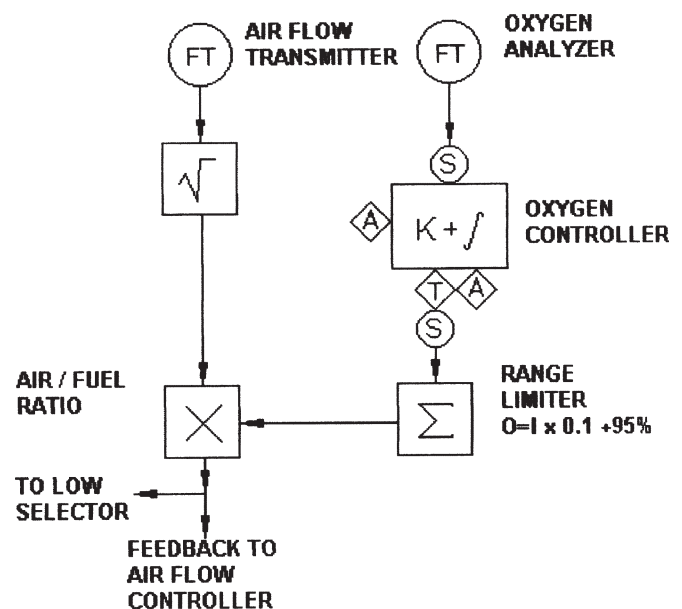 AIR FLOW
TRANSMITTER
FT
OXYGEN
ANALYZER
FT
√
S
A
K + ∫
OXYGEN
CONTROLLER
T
A
S
AIR / FUEL
RATIO
×
Σ
RANGE
LIMITER
O=I x 0.1 +95%
TO LOW
SELECTOR
FEEDBACK TO
AIR FLOW
CONTROLLER